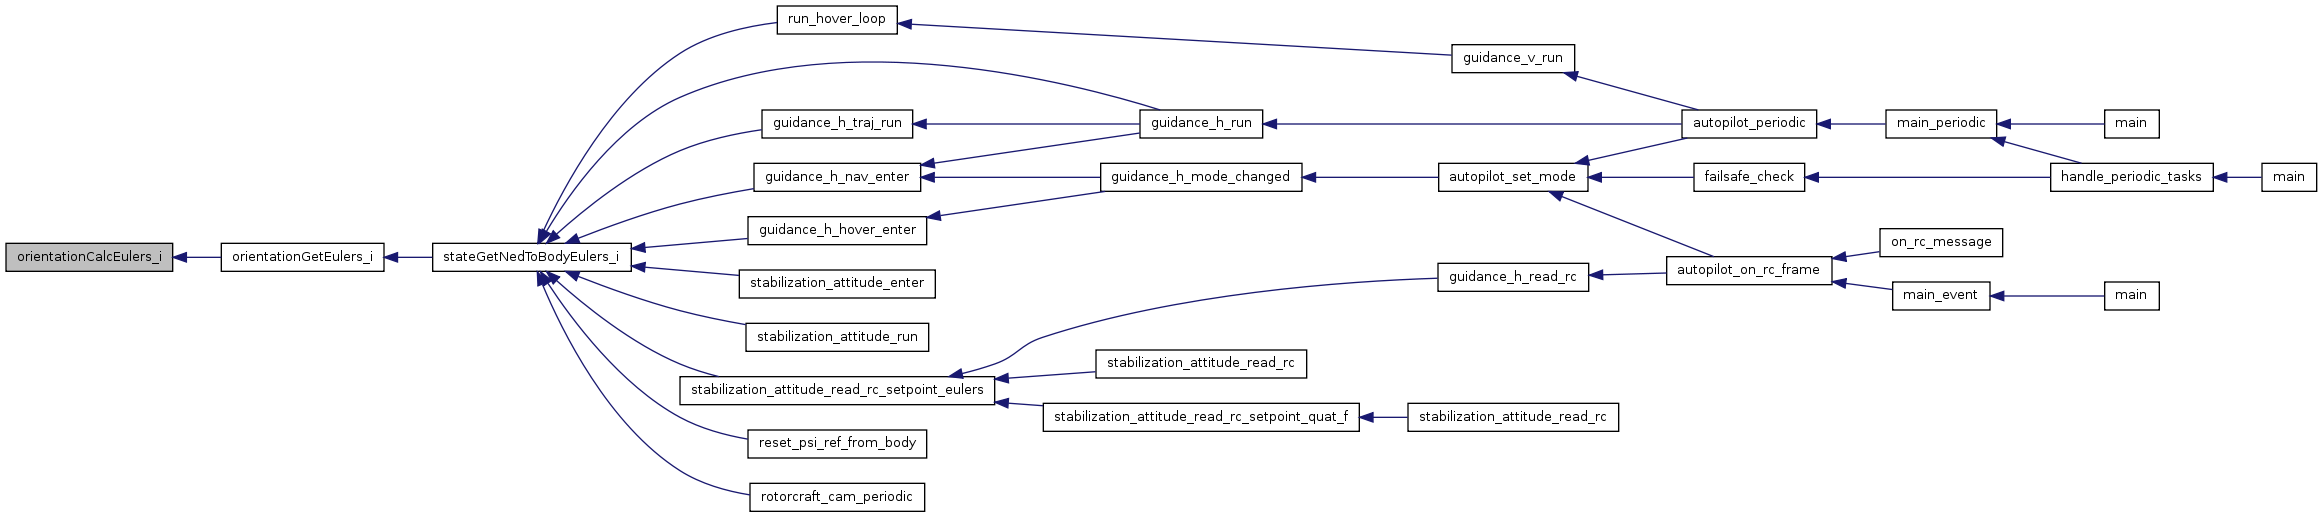 run_hover_loop
guidance_v_run
guidance_h_traj_run
guidance_h_run
autopilot_periodic
main_periodic
main
guidance_h_nav_enter
guidance_h_mode_changed
autopilot_set_mode
failsafe_check
handle_periodic_tasks
main
guidance_h_hover_enter
on_rc_message
orientationCalcEulers_i
orientationGetEulers_i
stateGetNedToBodyEulers_i
stabilization_attitude_enter
guidance_h_read_rc
autopilot_on_rc_frame
main_event
main
stabilization_attitude_run
stabilization_attitude_read_rc
stabilization_attitude_read_rc_setpoint_eulers
stabilization_attitude_read_rc_setpoint_quat_f
stabilization_attitude_read_rc
reset_psi_ref_from_body
rotorcraft_cam_periodic